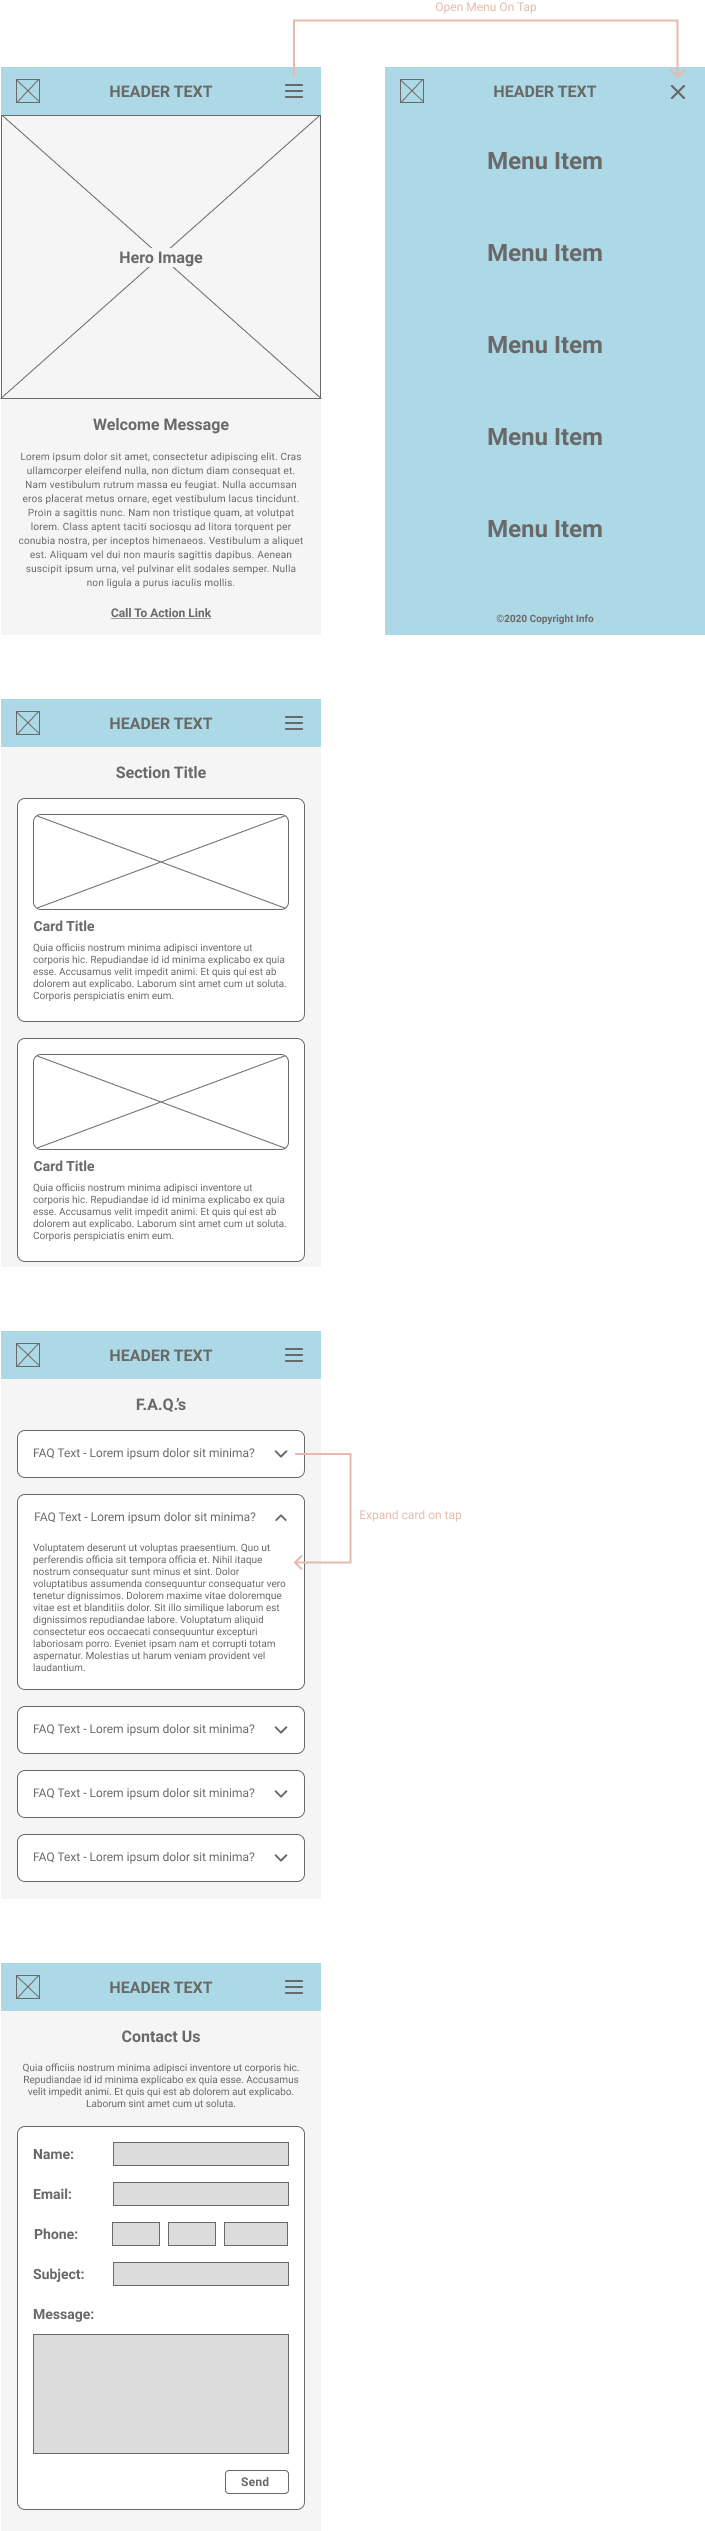 Open Menu On Tap
HEADER TEXT
Hero Image
Welcome Message
Lorem ipsum dolor sit amet, consectetur adipiscing elit. Cras
ullamcorper eleifend nulla, non dictum diam consequat et.
Nam vestibulum rutrum massa eu feugiat. Nulla accumsan
eros placerat metus ornare, eget vestibulum lacus tincidunt.
Proin a sagittis nunc. Nam non tristique quam, at volutpat
lorem. Class aptent taciti sociosqu ad litora torquent per
conubia nostra, per inceptos himenaeos. Vestibulum a aliquet
est. Aliquam vel dui non mauris sagittis dapibus. Aenean
suscipit ipsum urna, vel pulvinar elit sodales semper. Nulla
non ligula a purus iaculis mollis.
Call To Action Link
HEADER TEXT
Menu Item
Menu Item
Menu Item
Menu Item
Menu Item
©2020 Copyright Info
HEADER TEXT
Section Title
Card Title
Quia officiis nostrum minima adipisci inventore ut
corporis hic. Repudiandae id id minima explicabo ex quia
esse. Accusamus velit impedit animi. Et quis qui est ab
dolorem aut explicabo. Laborum sint amet cum ut soluta.
Corporis perspiciatis enim eum.
Card Title
Quia officiis nostrum minima adipisci inventore ut
corporis hic. Repudiandae id id minima explicabo ex quia
esse. Accusamus velit impedit animi. Et quis qui est ab
dolorem aut explicabo. Laborum sint amet cum ut soluta.
Corporis perspiciatis enim eum.
HEADER TEXT
F.A.Q.'s
FAQ Text - Lorem ipsum dolor sit minima?
Expand card on tap
FAQ Text - Lorem ipsum dolor sit minima?
Voluptatem deserunt ut voluptas praesentium. Quo ut
perferendis officia sit tempora officia et. Nihil itaque
nostrum consequatur sunt minus et sint. Dolor
voluptatibus assumenda consequuntur consequatur vero
tenetur dignissimos. Dolorem maxime vitae doloremque
vitae est et blanditiis dolor. Sit illo similique laborum est
dignissimos repudiandae labore. Voluptatum aliquid
consectetur eos occaecati consequuntur excepturi
laboriosam porro. Eveniet ipsam nam et corrupti totam
aspernatur. Molestias ut harum veniam provident vel
laudantium.
FAQ Text - Lorem ipsum dolor sit minima?
FAQ Text - Lorem ipsum dolor sit minima?
FAQ Text - Lorem ipsum dolor sit minima?
HEADER TEXT
Contact Us
Quia officiis nostrum minima adipisci inventore ut corporis hic.
Repudiandae id id minima explicabo ex quia esse. Accusamus
velit impedit animi. Et quis qui est ab dolorem aut explicabo.
Laborum sint amet cum ut soluta.
Name:
Email:
Phone:
Subject:
Message:
Send